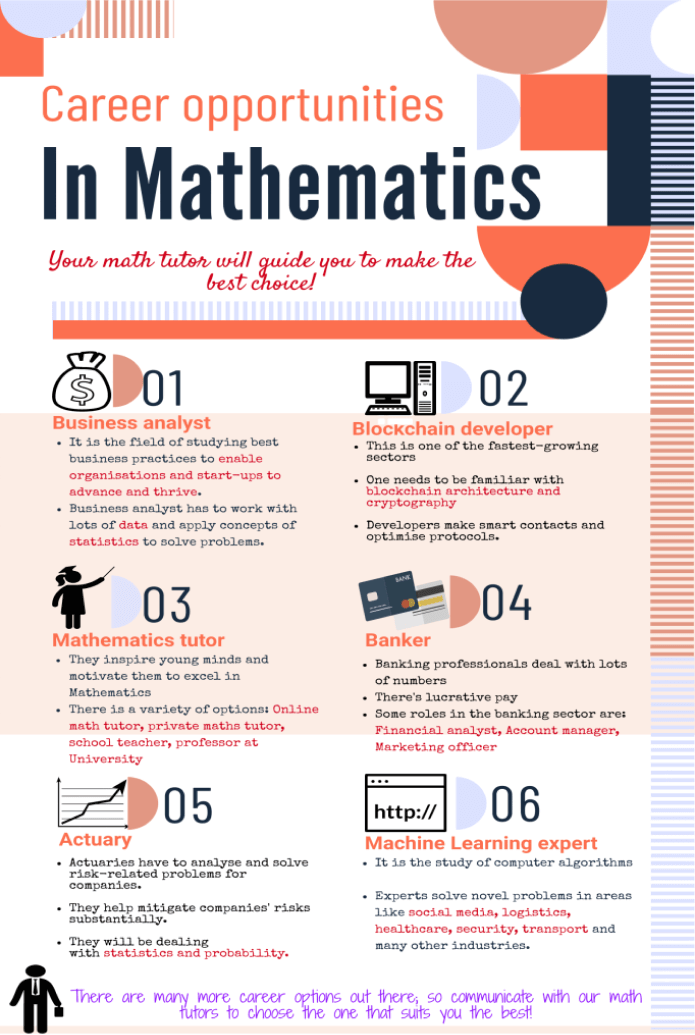 Career opportunities
In Mathematics
Your math tutor will guide you to make the
best choice!
01
Business analyst
• It is the field of studying best
business practices to enable
organisations and start-ups to
advance and thrive.
• Business analyst has to work with
lots of data and apply concepts of
statistics to solve problems.
02
Blockchain developer
• This is one of the fastest-growing
sectors
• One needs to be familiar with
blockchain architecture and
cryptography
• Developers make smart contacts and
optimise protocols.
03
Mathematics tutor
• They inspire young minds and
motivate them to excel in
Mathematics
• There is a variety of options: Online
math tutor, private maths tutor,
school teacher, professor at
University
BANK
04
Banker
• Banking professionals deal with lots
of numbers
• There's lucrative pay
• Some roles in the banking sector are:
Financial analyst, Account manager,
Marketing officer
05
Actuary
• Actuaries have to analyse and solve
risk-related problems for
companies.
• They help mitigate companies' risks
substantially.
• They will be dealing
with statistics and probability.
http://
06
Machine Learning expert
• It is the study of computer algorithms
• Experts solve novel problems in areas
like social media, logistics,
healthcare, security, transport and
many other industries.
There are many more career options out there; so communicate with our math
tutors to choose the one that suits you the best!